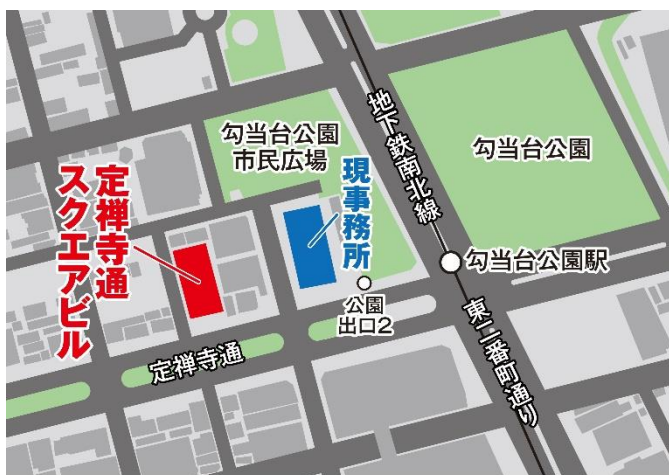 勾当台公園
市民広場
地下鉄南北線
勾当台公園
定禅寺通
スクエアビル
現事務所
勾当台公園駅
公園
出口2
定禅寺通
東二番町通り